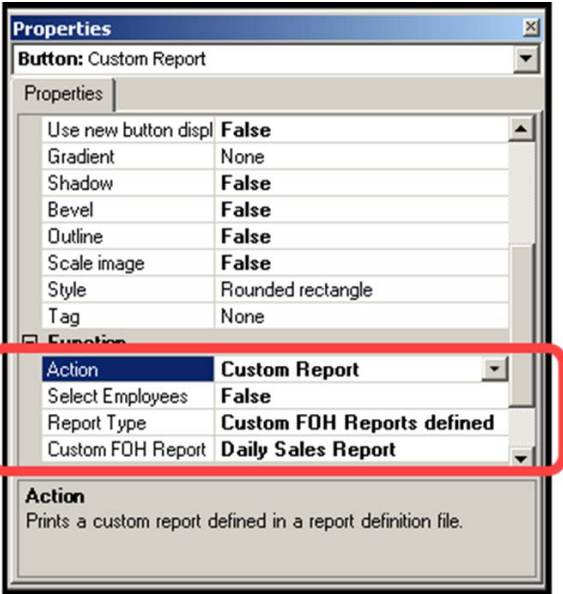 Properties
Button: Custom Report
Properties
Use new button displ False
Gradient None
Shadow False
Bevel False
Outline False
Scale image False
Style Rounded rectangle
Tag None
Function
Action Custom Report
Select Employees False
Report Type Custom FOH Reports defined
Custom FOH Report Daily Sales Report
Action
Prints a custom report defined in a report definition file.